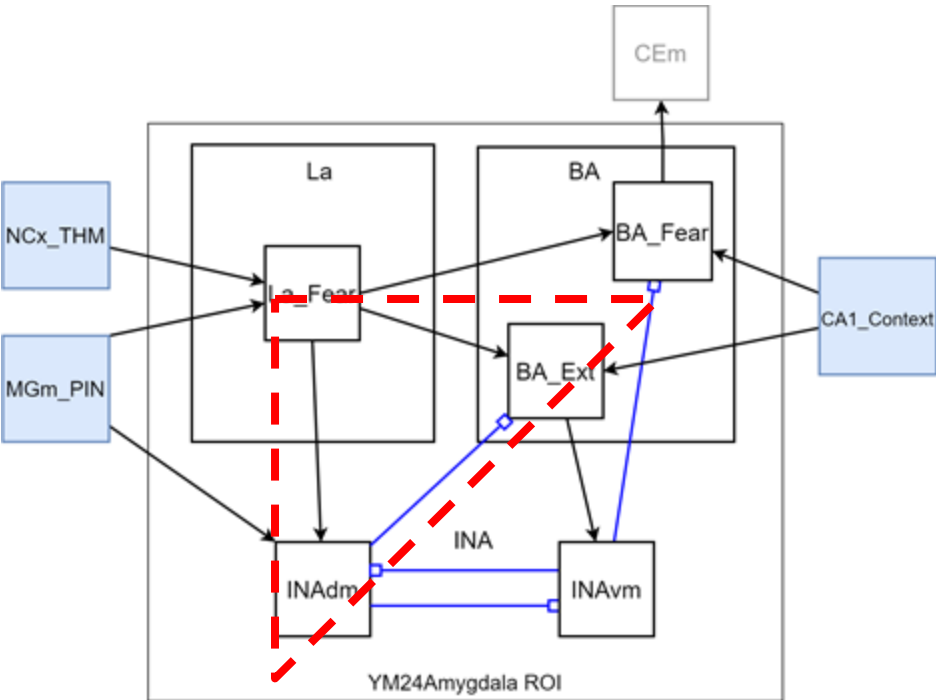 CEm
La
BA
NCx_THM
BA_Fear
La_Fear
CA1_Context
MGm_PIN
BA_Ext
INA
INAdm
INAvm
YM24Amygdala ROI